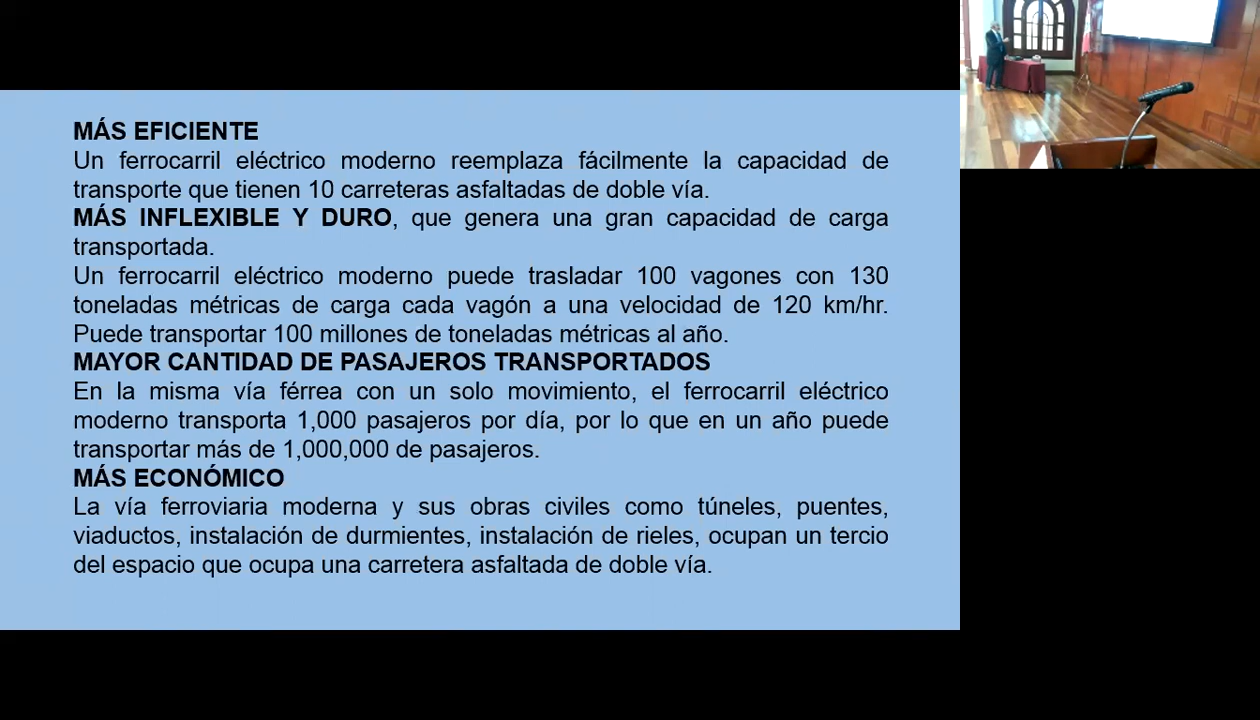 MÁS EFICIENTE
Un ferrocarril eléctrico moderno reemplaza fácilmente la capacidad de
transporte que tienen 10 carreteras asfaltadas de doble vía.
MÁS INFLEXIBLE Y DURO, que genera una gran capacidad de carga
transportada.
Un ferrocarril eléctrico moderno puede trasladar 100 vagones con 130
toneladas métricas de carga cada vagón a una velocidad de 120 km/hr.
Puede transportar 100 millones de toneladas métricas al año.
MAYOR CANTIDAD DE PASAJEROS TRANSPORTADOS
En la misma vía férrea con un solo movimiento, el ferrocarril eléctrico
moderno transporta 1,000 pasajeros por día, por lo que en un año puede
transportar más de 1,000,000 de pasajeros.
MÁS ECONÓMICO
La vía ferroviaria moderna y sus obras civiles como túneles, puentes,
viaductos, instalación de durmientes, instalación de rieles, ocupan un tercio
del espacio que ocupa una carretera asfaltada de doble vía.